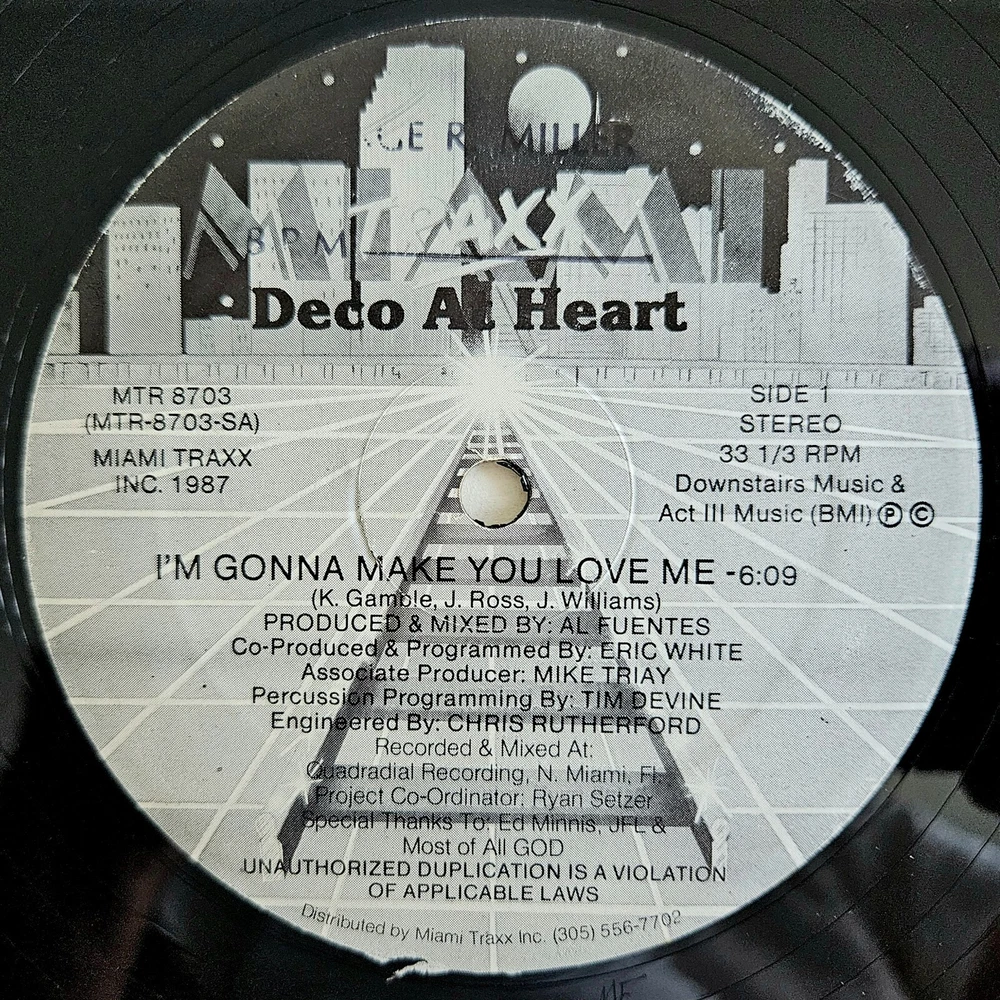 MILLER
MIAMI
TRAXX
BPM
Deco At Heart
MTR 8703
(MTR-8703-SA)
MIAMI TRAXX
INC. 1987
SIDE 1
STEREO
33 1/3 RPM
Downstairs Music &
Act III Music (BMI) Ⓟ ©
I'M GONNA MAKE YOU LOVE ME -6:09
(K. Gamble, J. Ross, J. Williams)
PRODUCED & MIXED BY: AL FUENTES
Co-Produced & Programmed By: ERIC WHITE
Associate Producer: MIKE TRIAY
Percussion Programming By: TIM DEVINE
Engineered By: CHRIS RUTHERFORD
Recorded & Mixed At:
Quadradial Recording, N. Miami, Fl.
Project Co-Ordinator: Ryan Setzer
Special Thanks To: Ed Minnis, JFL &
Most of All GOD
UNAUTHORIZED DUPLICATION IS A VIOLATION
OF APPLICABLE LAWS
Distributed by Miami Traxx Inc. (305) 556-7702